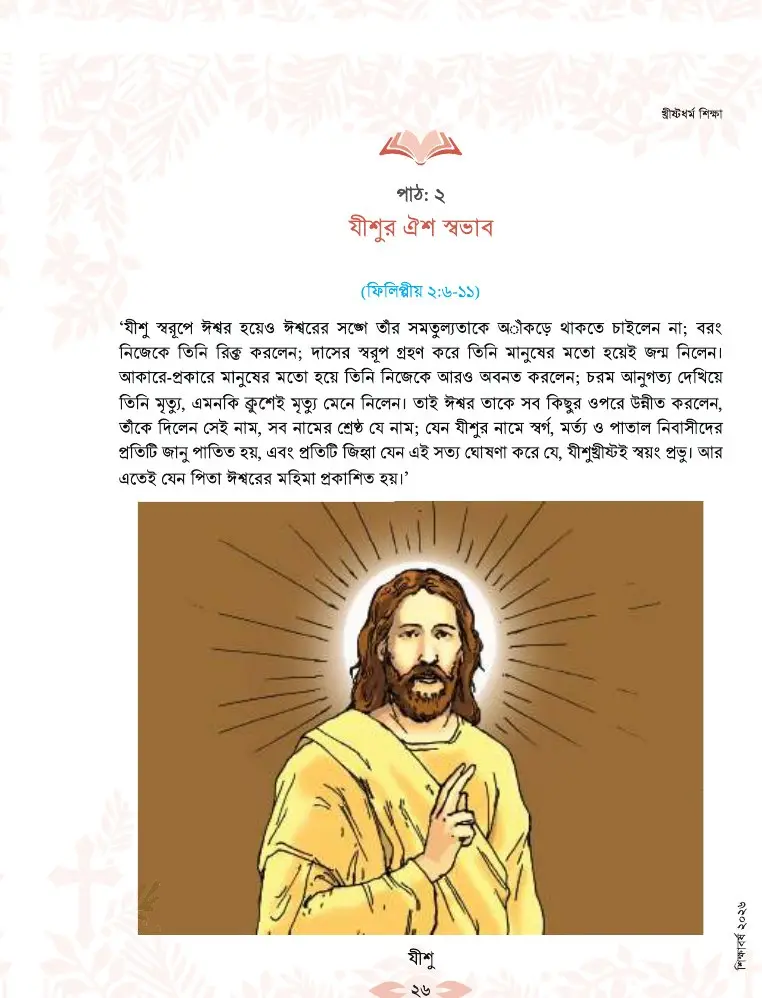 খ্রীষ্টধর্ম শিক্ষা
পাঠ: ২
যীশুর ঐশ স্বভাব
(ফিলিপ্পীয় ২:৬-১১)
‘যীশু স্বরূপে ঈশ্বর হয়েও ঈশ্বরের সঙ্গে তাঁর সমতুল্যতাকে অাঁকড়ে থাকতে চাইলেন না; বরং
নিজেকে তিনি রিক্ত করলেন; দাসের স্বরূপ গ্রহণ করে তিনি মানুষের মতো হয়েই জন্ম নিলেন।
আকারে-প্রকারে মানুষের মতো হয়ে তিনি নিজেকে আরও অবনত করলেন; চরম আনুগত্য দেখিয়ে
তিনি মৃত্যু, এমনকি ক্রুশেই মৃত্যু মেনে নিলেন। তাই ঈশ্বর তাকে সব কিছুর ওপরে উন্নীত করলেন,
তাঁকে দিলেন সেই নাম, সব নামের শ্রেষ্ঠ যে নাম; যেন যীশুর নামে স্বর্গ, মর্ত্য ও পাতাল নিবাসীদের
প্রতিটি জানু পাতিত হয়, এবং প্রতিটি জিহ্বা যেন এই সত্য ঘোষণা করে যে, যীশুখ্রীষ্টই স্বয়ং প্রভু। আর
এতেই যেন পিতা ঈশ্বরের মহিমা প্রকাশিত হয়।’
যীশু
২৬
শিক্ষাবর্ষ ২০২৬